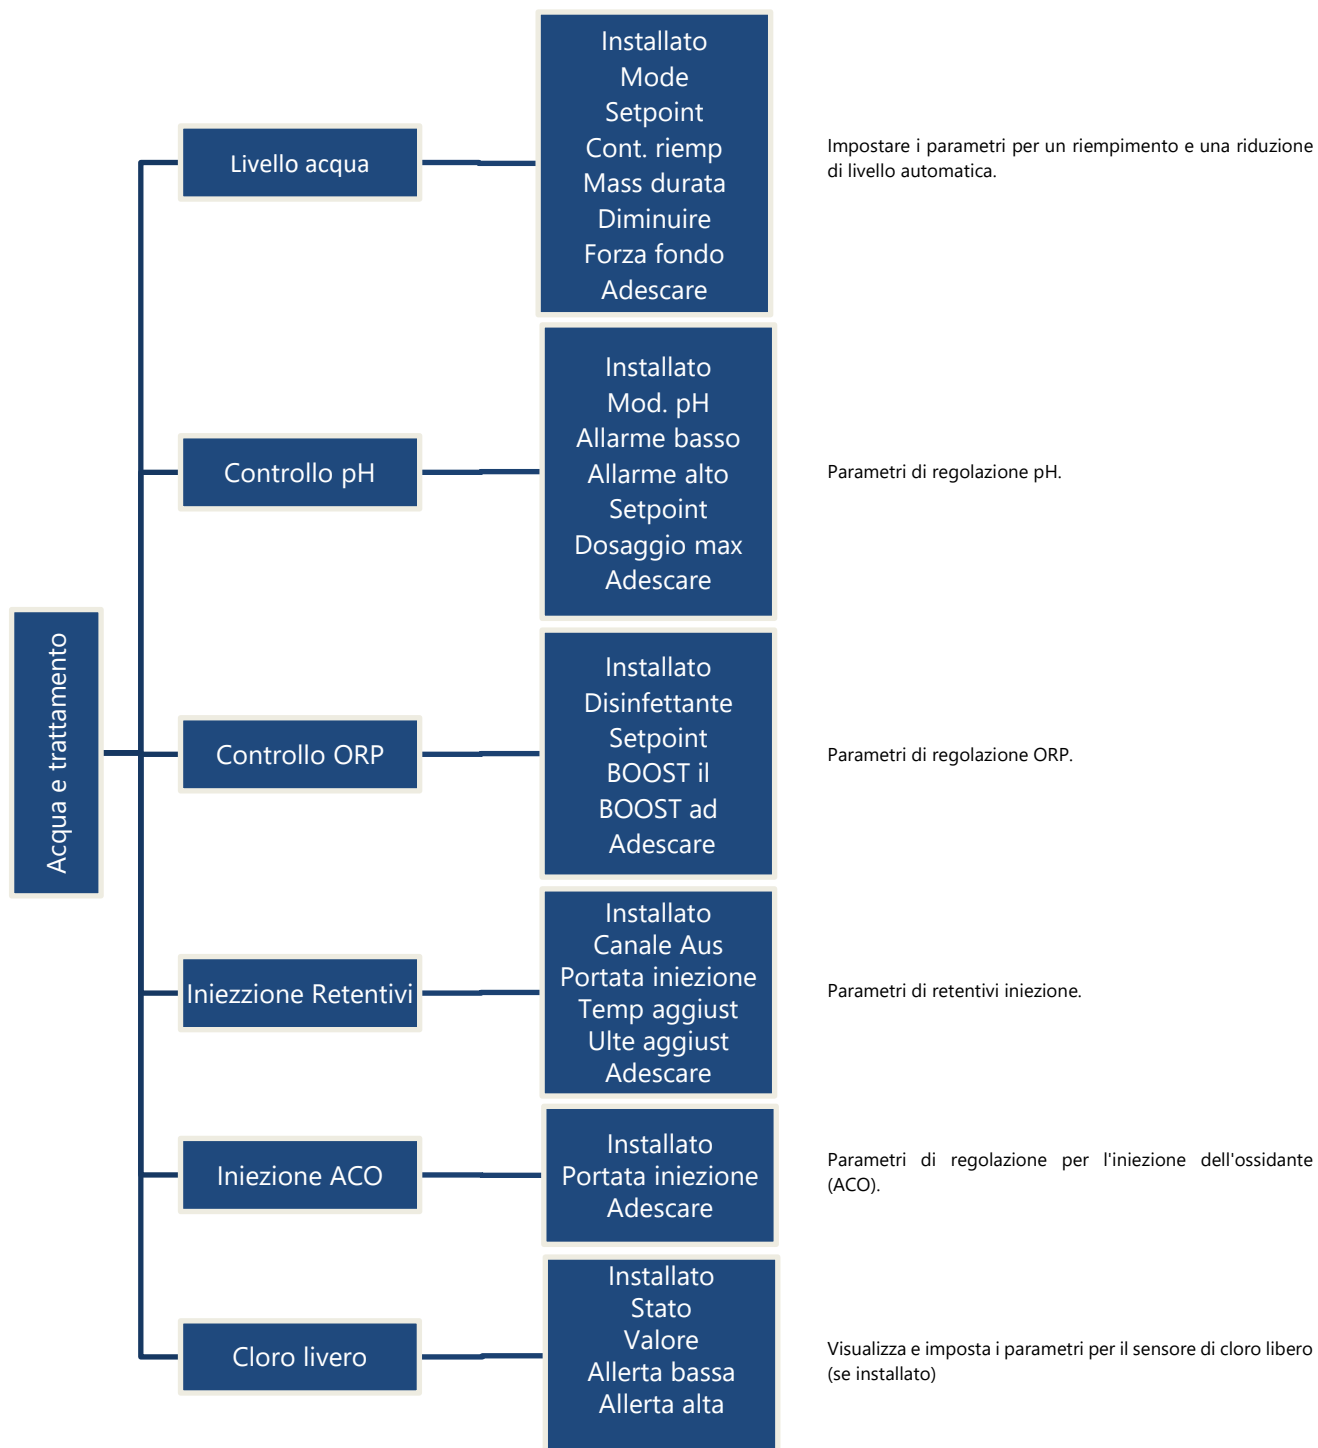 Acqua e trattamento
Livello acqua
Installato
Mode
Setpoint
Cont. riemp
Mass durata
Diminuire
Forza fondo
Adescare
Impostare i parametri per un riempimento e una riduzione
di livello automatica.
Controllo pH
Installato
Mod. pH
Allarme basso
Allarme alto
Setpoint
Dosaggio max
Adescare
Parametri di regolazione pH.
Controllo ORP
Installato
Disinfettante
Setpoint
BOOST il
BOOST ad
Adescare
Parametri di regolazione ORP.
Iniezzione Retentivi
Installato
Canale Aus
Portata iniezione
Temp aggiust
Ulte aggiust
Adescare
Parametri di retentivi iniezione.
Iniezione ACO
Installato
Portata iniezione
Adescare
Parametri di regolazione per l'iniezione dell'ossidante
(ACO).
Cloro livero
Installato
Stato
Valore
Allerta bassa
Allerta alta
Visualizza e imposta i parametri per il sensore di cloro libero
(se installato)